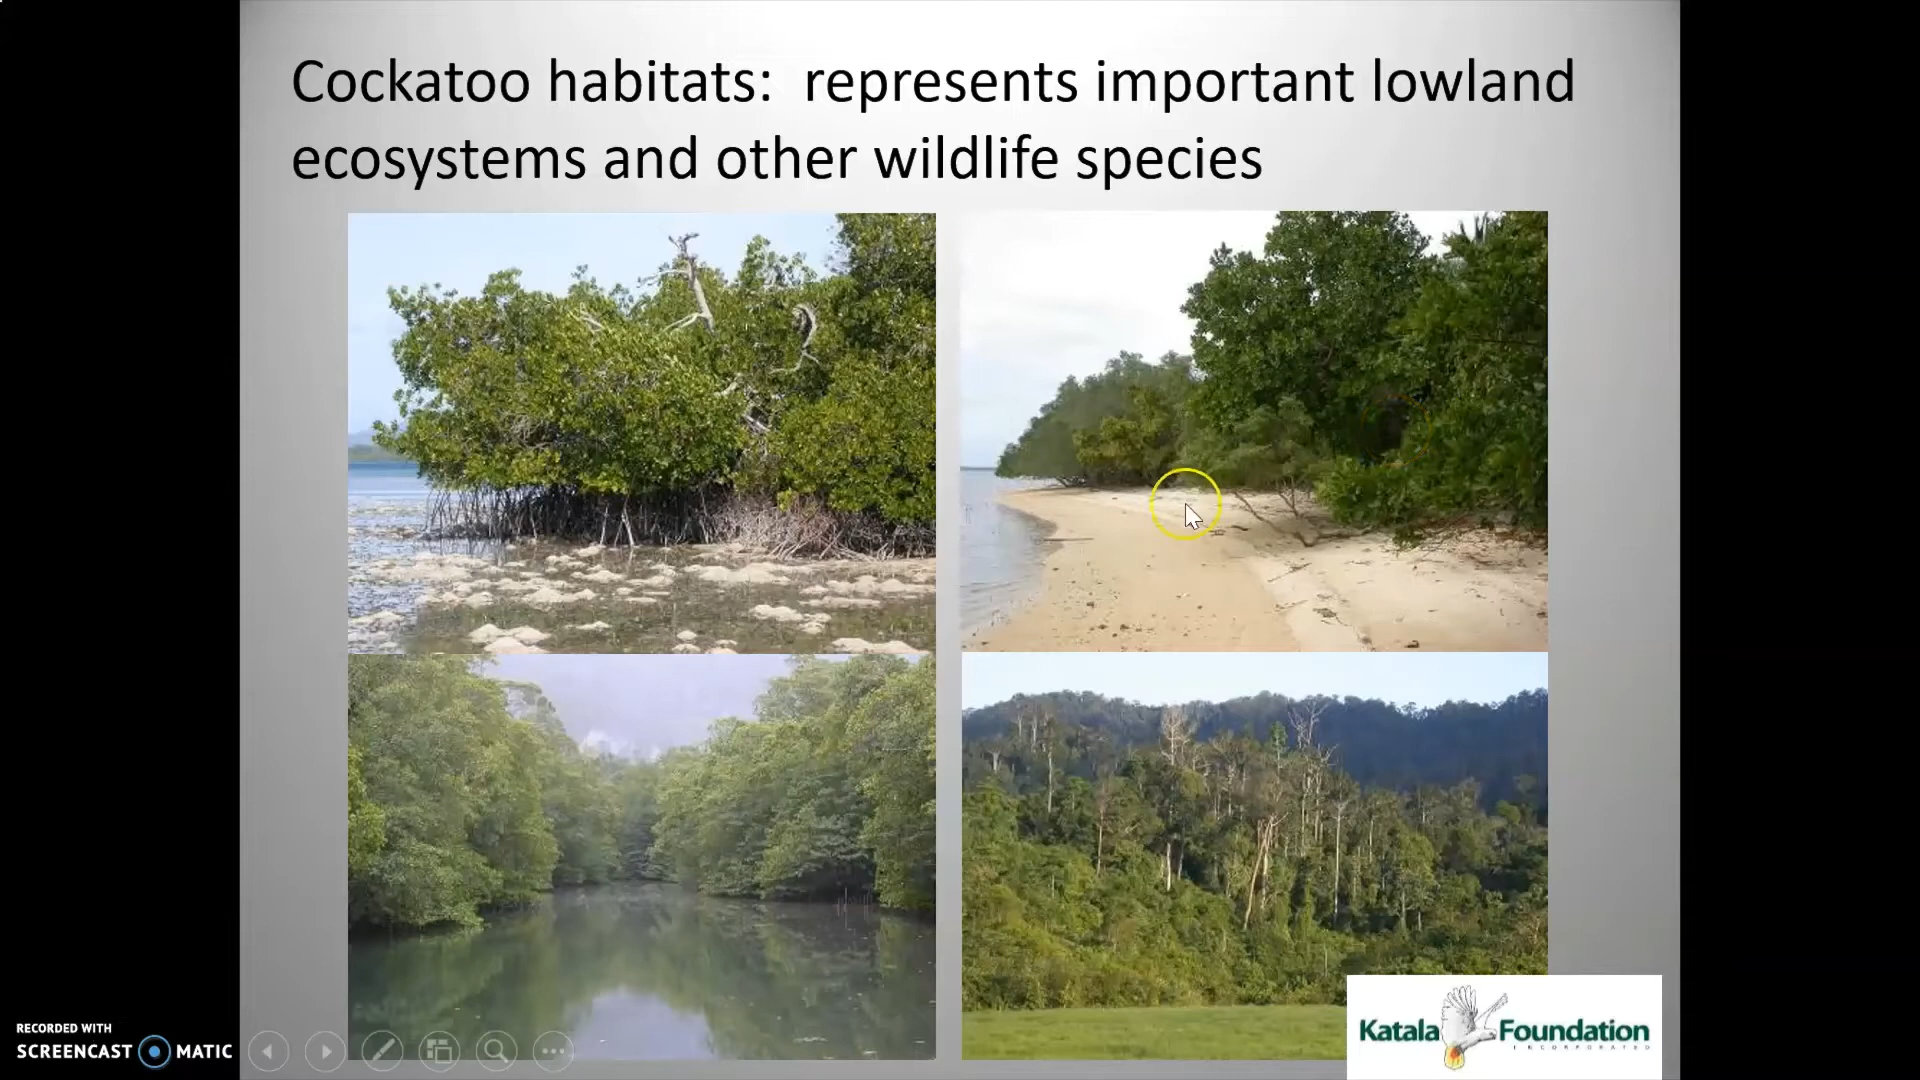 Cockatoo habitats:  represents important lowland
ecosystems and other wildlife species
Katala Foundation
INCORPORATED
RECORDED WITH
SCREENCAST MATIC